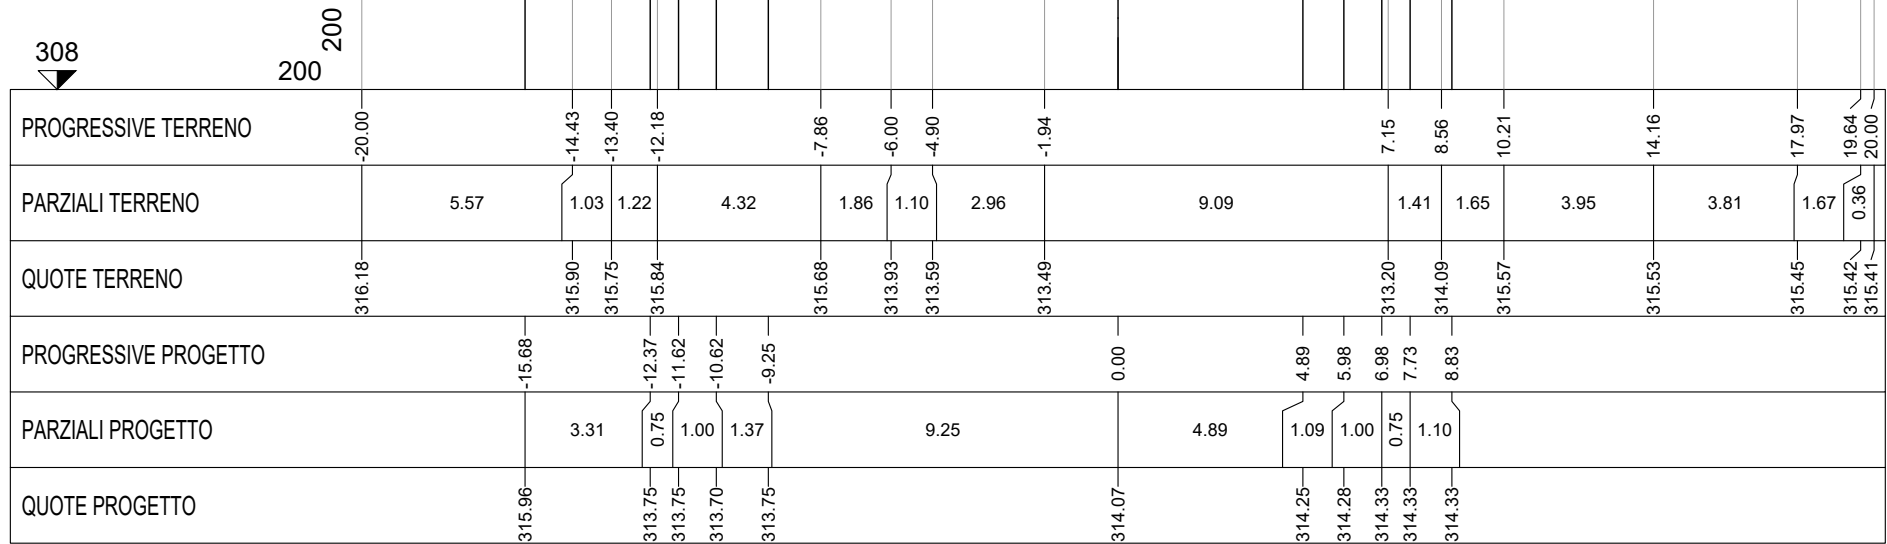 308
200
200
PROGRESSIVE TERRENO -20.00 -14.43 -13.40 -12.18 -7.86 -6.00 -4.90 -1.94 7.15 8.56 10.21 14.16 17.97 19.64 20.00
PARZIALI TERRENO 5.57 1.03 1.22 4.32 1.86 1.10 2.96 9.09 1.41 1.65 3.95 3.81 1.67 0.36
QUOTE TERRENO 316.18 315.90 315.75 315.84 315.68 313.93 313.59 313.49 313.20 314.09 315.57 315.53 315.45 315.42 315.41
PROGRESSIVE PROGETTO -15.68 -12.37 -11.62 -10.62 -9.25 0.00 4.89 5.98 6.98 7.73 8.83
PARZIALI PROGETTO 3.31 0.75 1.00 1.37 9.25 4.89 1.09 1.00 0.75 1.10
QUOTE PROGETTO 315.96 313.75 313.75 313.70 313.75 314.07 314.25 314.28 314.33 314.33 314.33